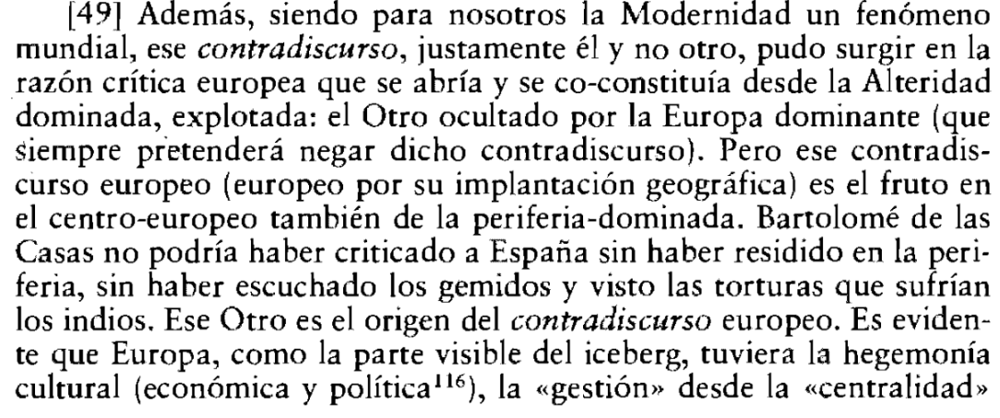 [49] Además, siendo para nosotros la Modernidad un fenómeno
mundial, ese contradiscurso, justamente él y no otro, pudo surgir en la
razón crítica europea que se abría y se co-constituía desde la Alteridad
dominada, explotada: el Otro ocultado por la Europa dominante (que
siempre pretenderá negar dicho contradiscurso). Pero ese contradis-
curso europeo (europeo por su implantación geográfica) es el fruto en
el centro-europeo también de la periferia-dominada. Bartolomé de las
Casas no podría haber criticado a España sin haber residido en la peri-
feria, sin haber escuchado los gemidos y visto las torturas que sufrían
los indios. Ese Otro es el origen del contradiscurso europeo. Es eviden-
te que Europa, como la parte visible del iceberg, tuviera la hegemonía
cultural (económica y política¹¹⁶), la «gestión» desde la «centralidad»